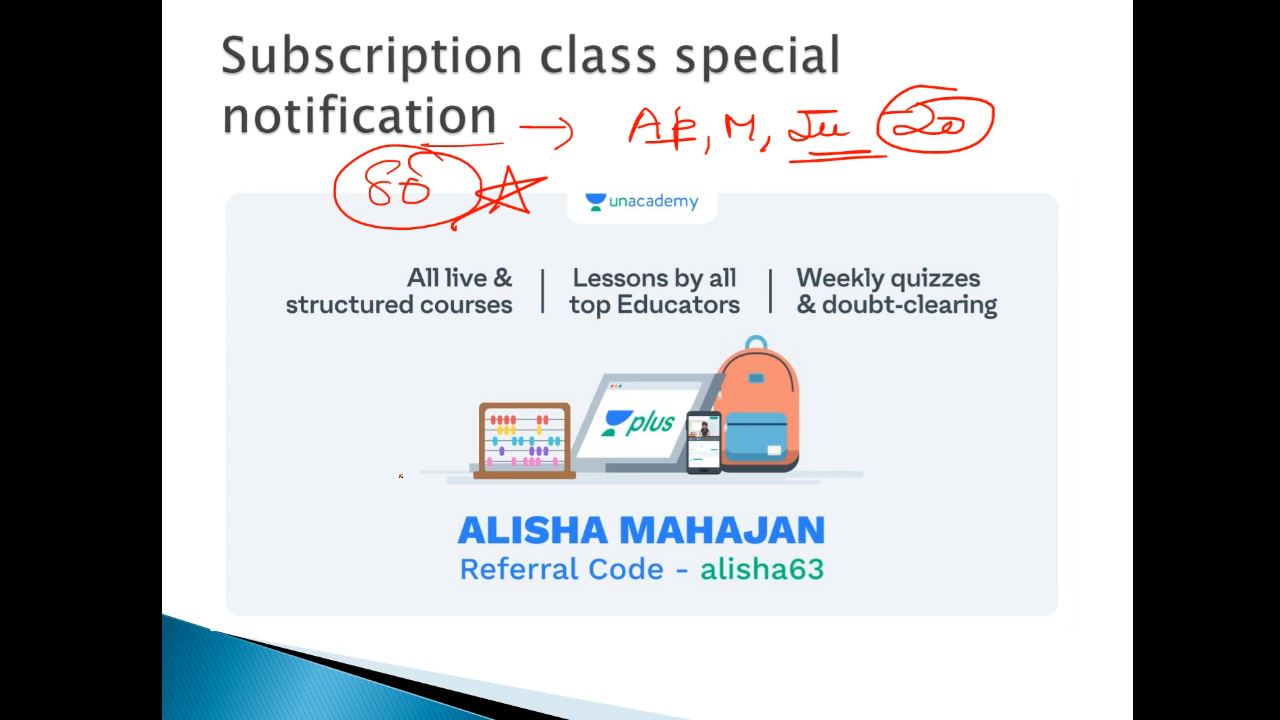 Subscription class special
notification → Ap, M, Ju 20
unacademy
All live & structured courses
Lessons by all top Educators
Weekly quizzes & doubt-clearing
plus
ALISHA MAHAJAN
Referral Code - alisha63